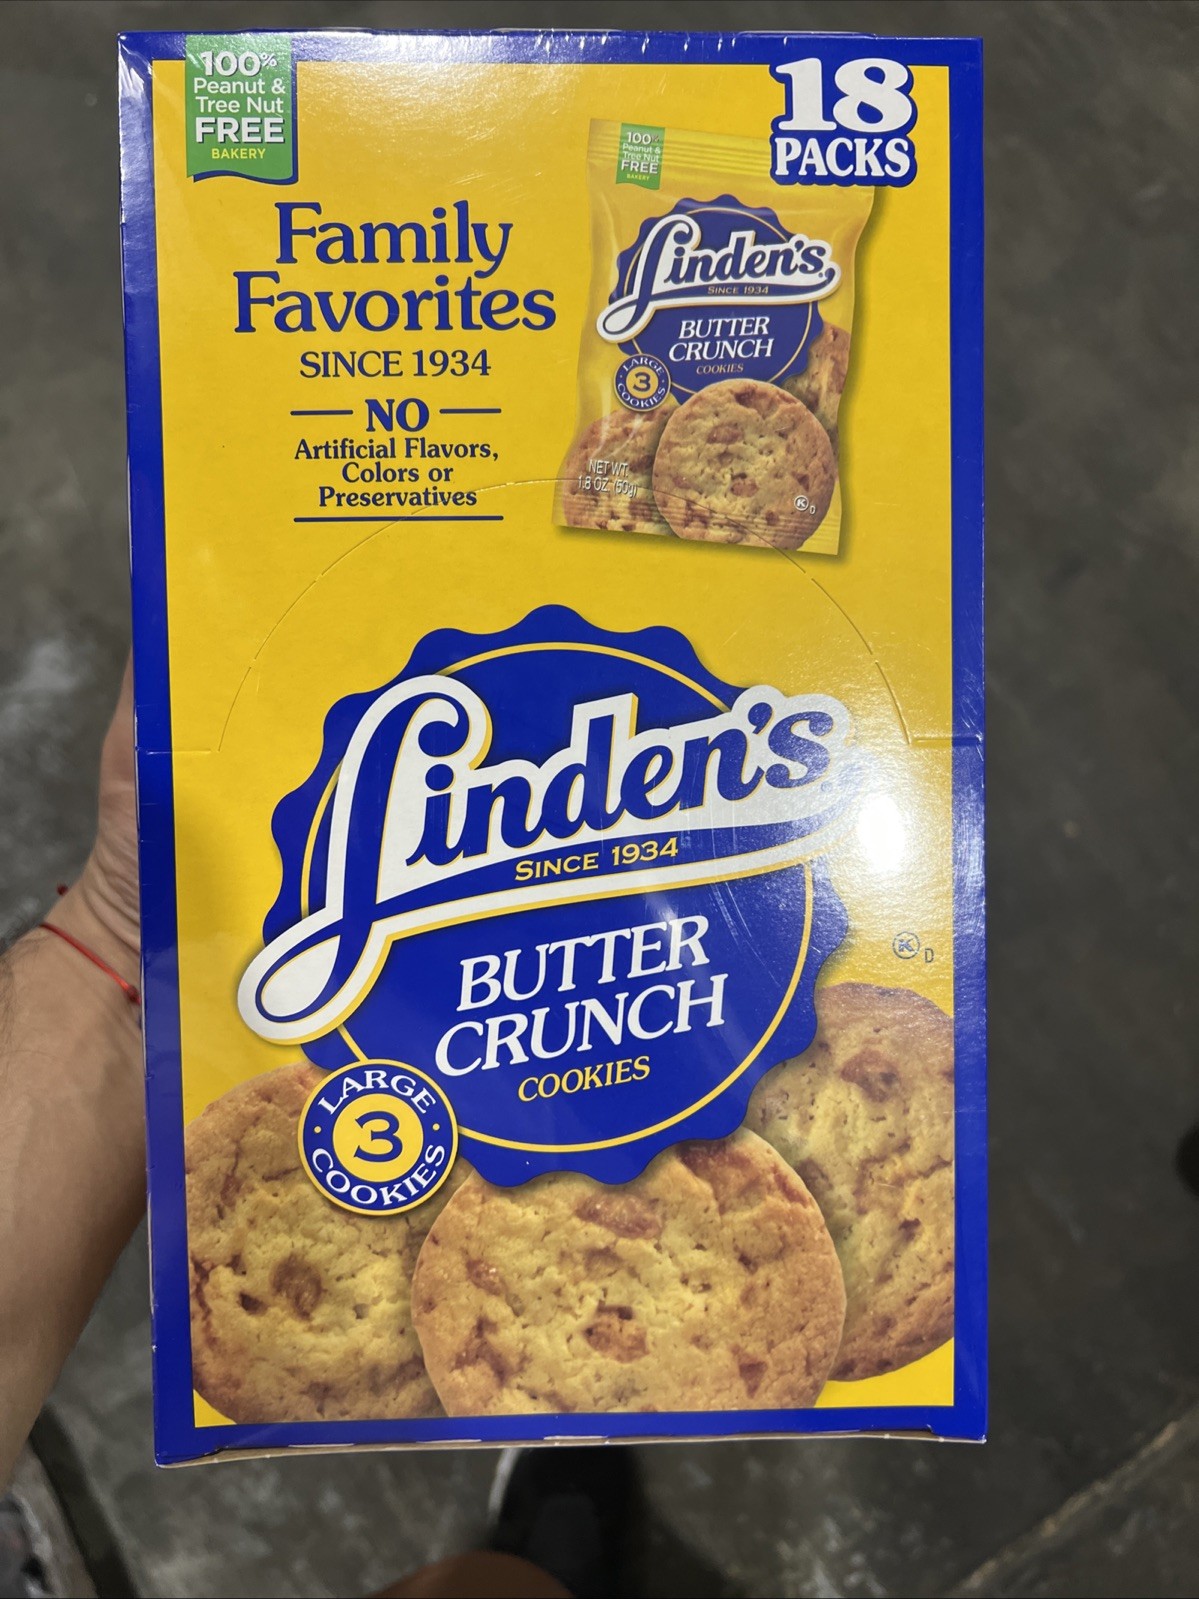 100%
Peanut &
Tree Nut
FREE
BAKERY
18
PACKS
Family
Favorites
SINCE 1934
NO
Artificial Flavors,
Colors or
Preservatives
100%
Peanut &
Tree Nut
FREE
BAKERY
Linden's
SINCE 1934
BUTTER
CRUNCH
COOKIES
LARGE
3
COOKIES
NET WT.
1.8 OZ. (50g)
K D
Linden's
SINCE 1934
BUTTER
CRUNCH
COOKIES
K D
LARGE
3
COOKIES